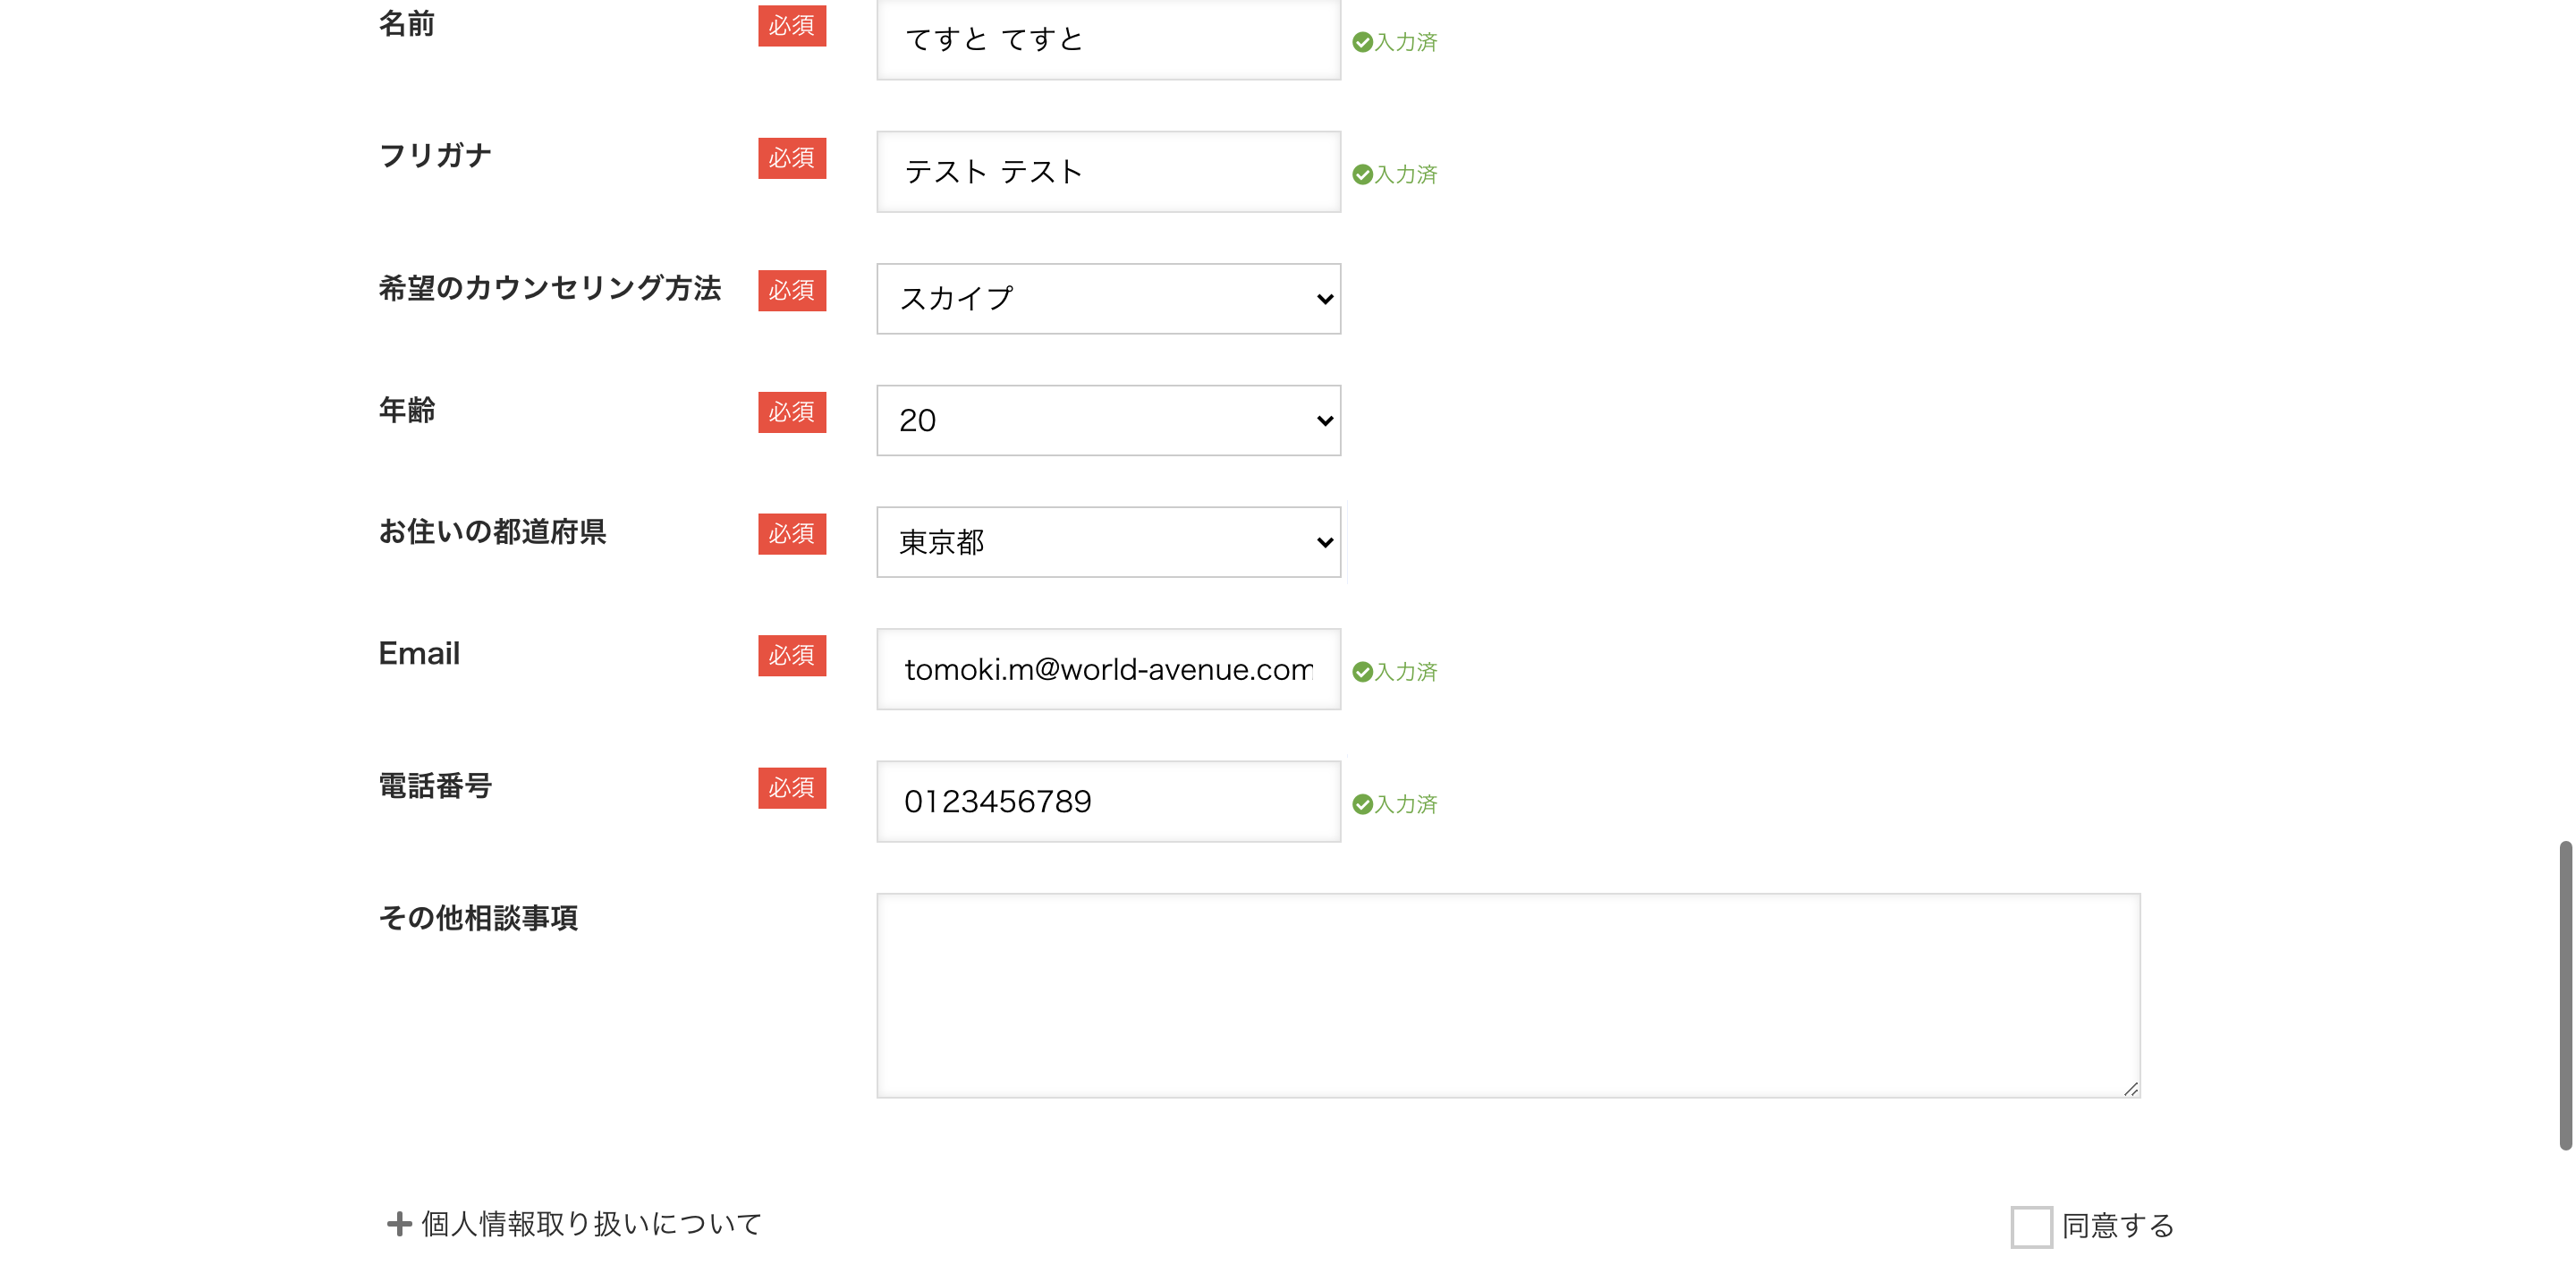 名前 必須 てすと てすと 入力済
フリガナ 必須 テスト テスト 入力済
希望のカウンセリング方法 必須 スカイプ
年齢 必須 20
お住いの都道府県 必須 東京都
Email 必須 tomoki.m@world-avenue.com 入力済
電話番号 必須 0123456789 入力済
その他相談事項
個人情報取り扱いについて 同意する